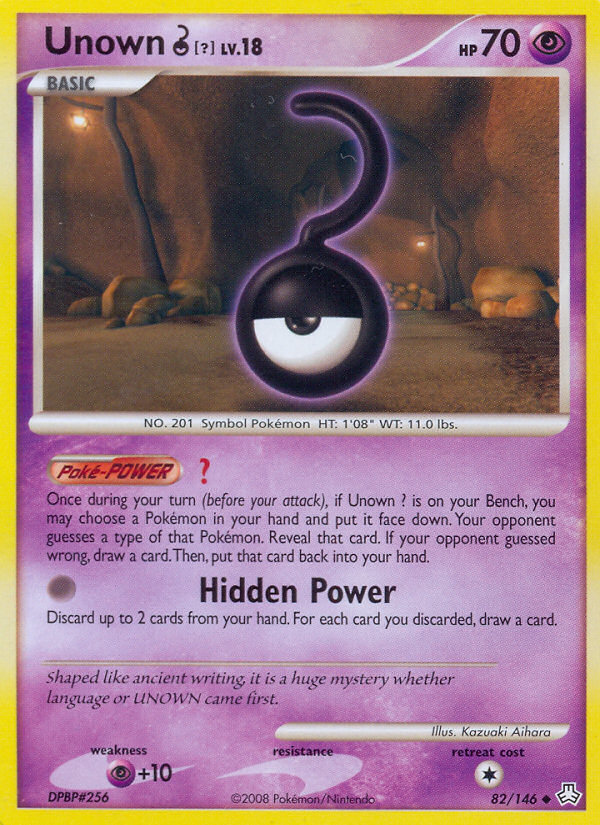 Unown [?] LV.18 HP 70
BASIC
NO. 201 Symbol Pokémon HT: 1'08" WT: 11.0 lbs.
Poké-POWER ?
Once during your turn (before your attack), if Unown ? is on your Bench, you
may choose a Pokémon in your hand and put it face down. Your opponent
guesses a type of that Pokémon. Reveal that card. If your opponent guessed
wrong, draw a card. Then, put that card back into your hand.
Hidden Power
Discard up to 2 cards from your hand. For each card you discarded, draw a card.
Shaped like ancient writing, it is a huge mystery whether
language or UNOWN came first.
Illus. Kazuaki Aihara
weakness resistance retreat cost
+10
DPBP#256 ©2008 Pokémon/Nintendo 82/146